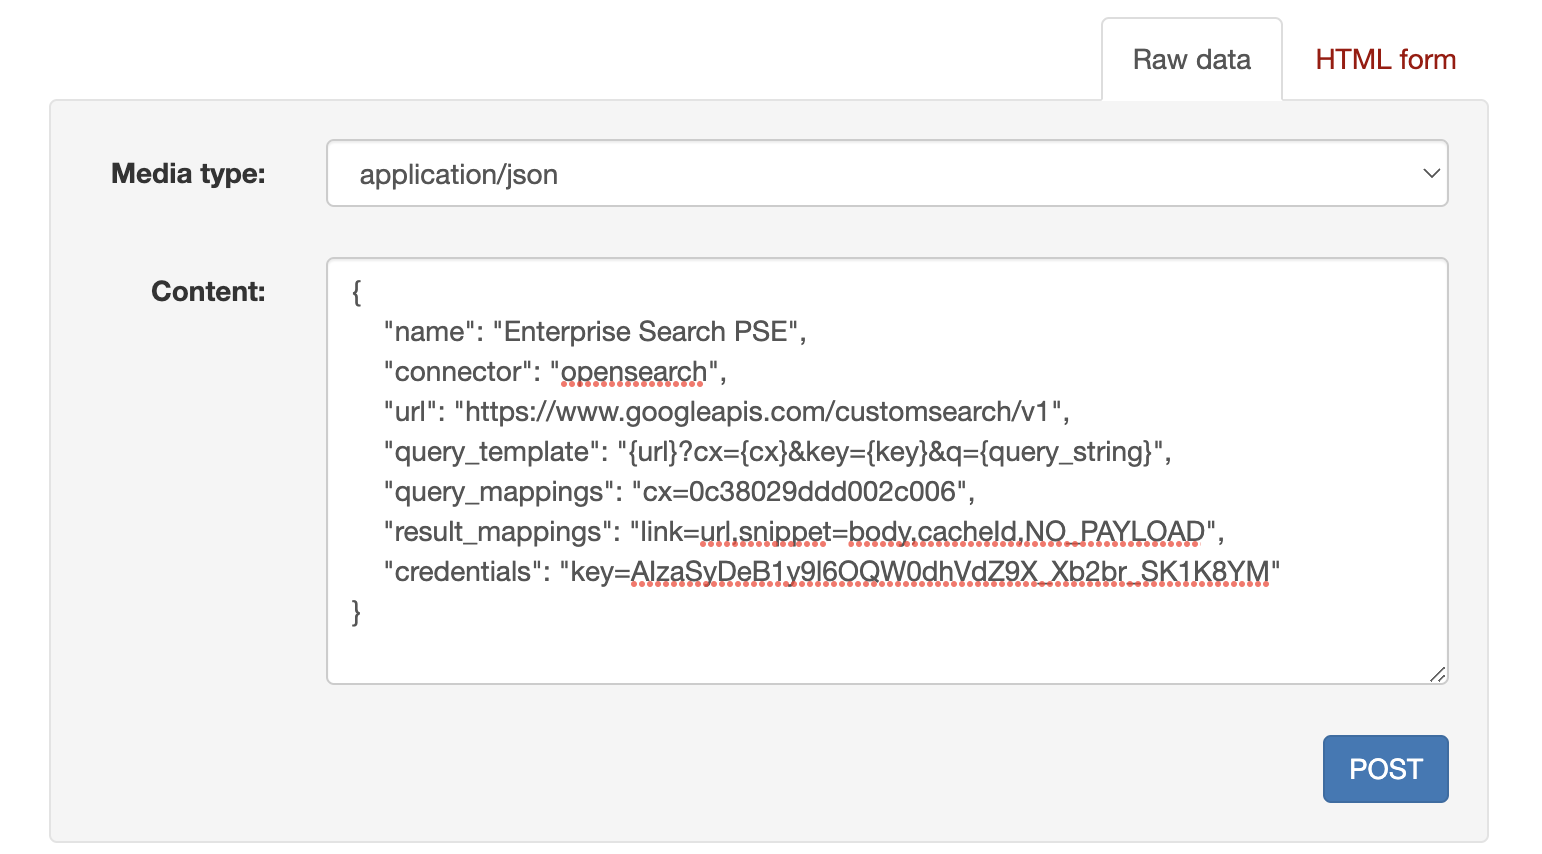 Raw data
HTML form
Media type:
application/json
Content:
{
"name": "Enterprise Search PSE",
"connector": "opensearch",
"url": "https://www.googleapis.com/customsearch/v1",
"query_template": "{url}?cx={cx}&key={key}&q={query_string}",
"query_mappings": "cx=0c38029ddd002c006",
"result_mappings": "link=url,snippet=body,cacheId,NO_PAYLOAD",
"credentials": "key=AIzaSyDeB1y9l6OQW0dhVdZ9X_Xb2br_SK1K8YM"
}
POST